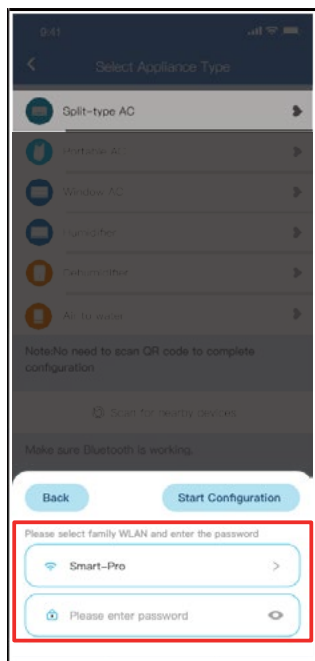 9:41
Select Appliance Type
Split-type AC
Portable AC
Window AC
Humidifier
Dehumidifier
Air to water
Note:No need to scan QR code to complete
configuration
Scan for nearby devices
Make sure Bluetooth is working.
Back
Start Configuration
Please select family WLAN and enter the password
Smart-Pro
Please enter password